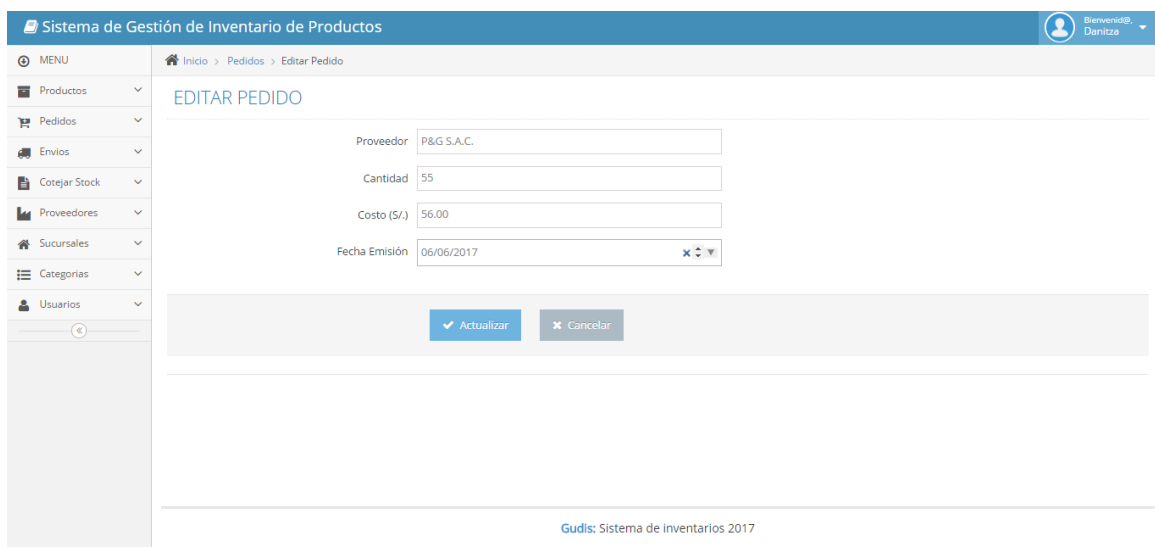 Sistema de Gestión de Inventario de Productos
Bienvenid@,
Danitza
MENU
Inicio > Pedidos > Editar Pedido
Productos
Pedidos
Envios
Cotejar Stock
Proveedores
Sucursales
Categorias
Usuarios
EDITAR PEDIDO
Proveedor P&G S.A.C.
Cantidad 55
Costo (S/.) 56.00
Fecha Emisión 06/06/2017
Actualizar
Cancelar
Gudis: Sistema de inventarios 2017